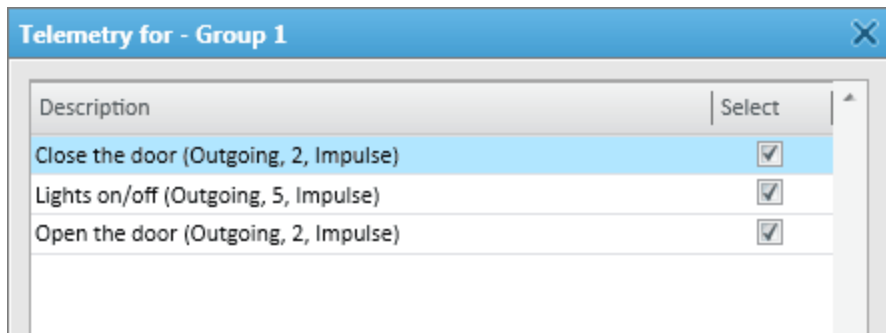 Telemetry for - Group 1
Description Select
Close the door (Outgoing, 2, Impulse)
Lights on/off (Outgoing, 5, Impulse)
Open the door (Outgoing, 2, Impulse)